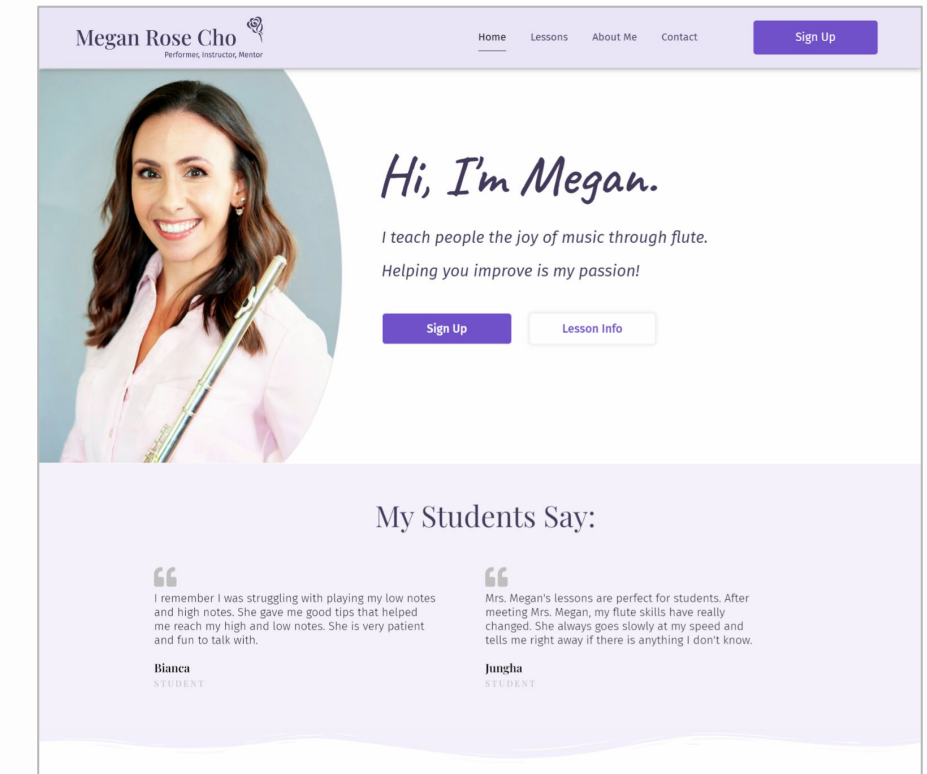 Megan Rose Cho
Performer, Instructor, Mentor
Home Lessons About Me Contact Sign Up
Hi, I'm Megan.
I teach people the joy of music through flute.
Helping you improve is my passion!
Sign Up Lesson Info
My Students Say:
I remember I was struggling with playing my low notes
and high notes. She gave me good tips that helped
me reach my high and low notes. She is very patient
and fun to talk with.
Bianca
STUDENT
Mrs. Megan's lessons are perfect for students. After
meeting Mrs. Megan, my flute skills have really
changed. She always goes slowly at my speed and
tells me right away if there is anything I don't know.
Jungha
STUDENT